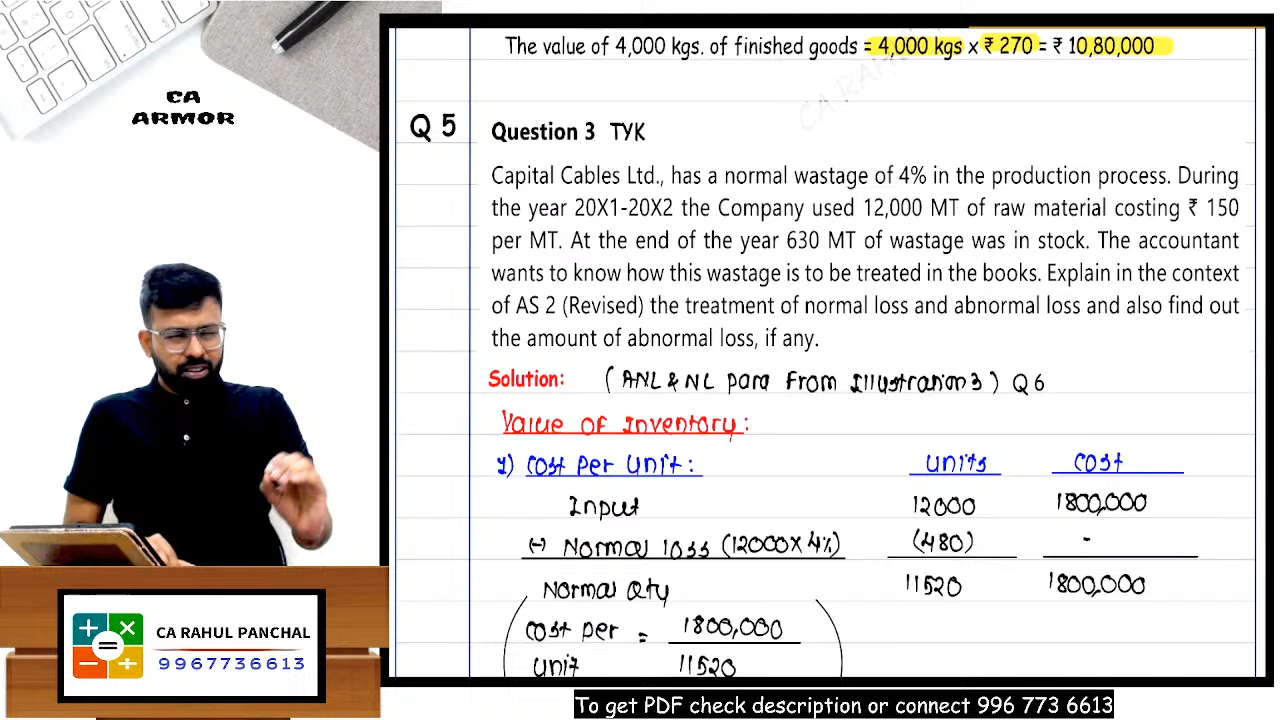 CA
ARMOR
The value of 4,000 kgs. of finished goods = 4,000 kgs x ₹ 270 = ₹ 10,80,000
Q 5
Question 3 TYK
Capital Cables Ltd., has a normal wastage of 4% in the production process. During
the year 20X1-20X2 the Company used 12,000 MT of raw material costing ₹ 150
per MT. At the end of the year 630 MT of wastage was in stock. The accountant
wants to know how this wastage is to be treated in the books. Explain in the context
of AS 2 (Revised) the treatment of normal loss and abnormal loss and also find out
the amount of abnormal loss, if any.
Solution: (ANL & NL para From Illustration 3) Q 6
Value OF Inventory:
1) Cost Per Unit: Units Cost
Input 12000 1800,000
(-) Normal loss (12000 x 4%) (480) -
Normal Qty 11520 1800,000
Cost per = 1800,000
Unit 11520
CA RAHUL PANCHAL
9967736613
To get PDF check description or connect 996 773 6613